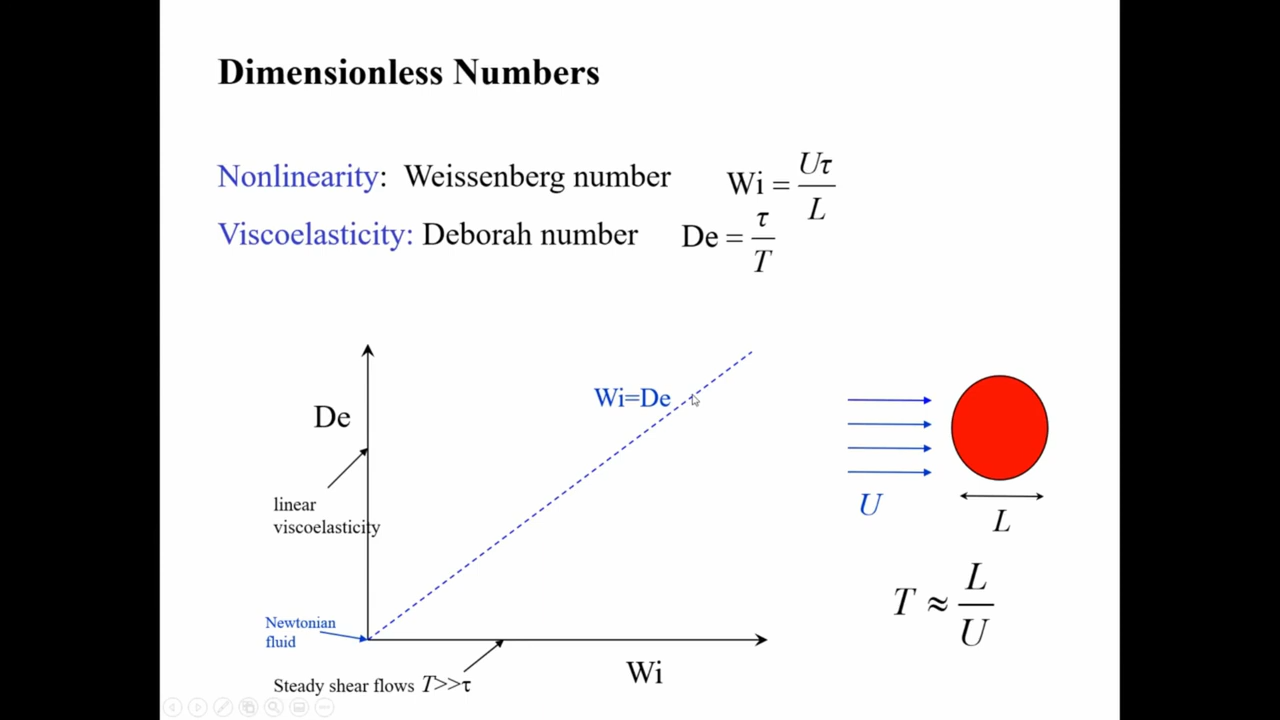 Dimensionless Numbers
Nonlinearity: Weissenberg number Wi = Uτ / L
Viscoelasticity: Deborah number De = τ / T
De
Wi=De
linear
viscoelasticity
Newtonian
fluid
Steady shear flows T>>τ
Wi
U
L
T ≈ L / U